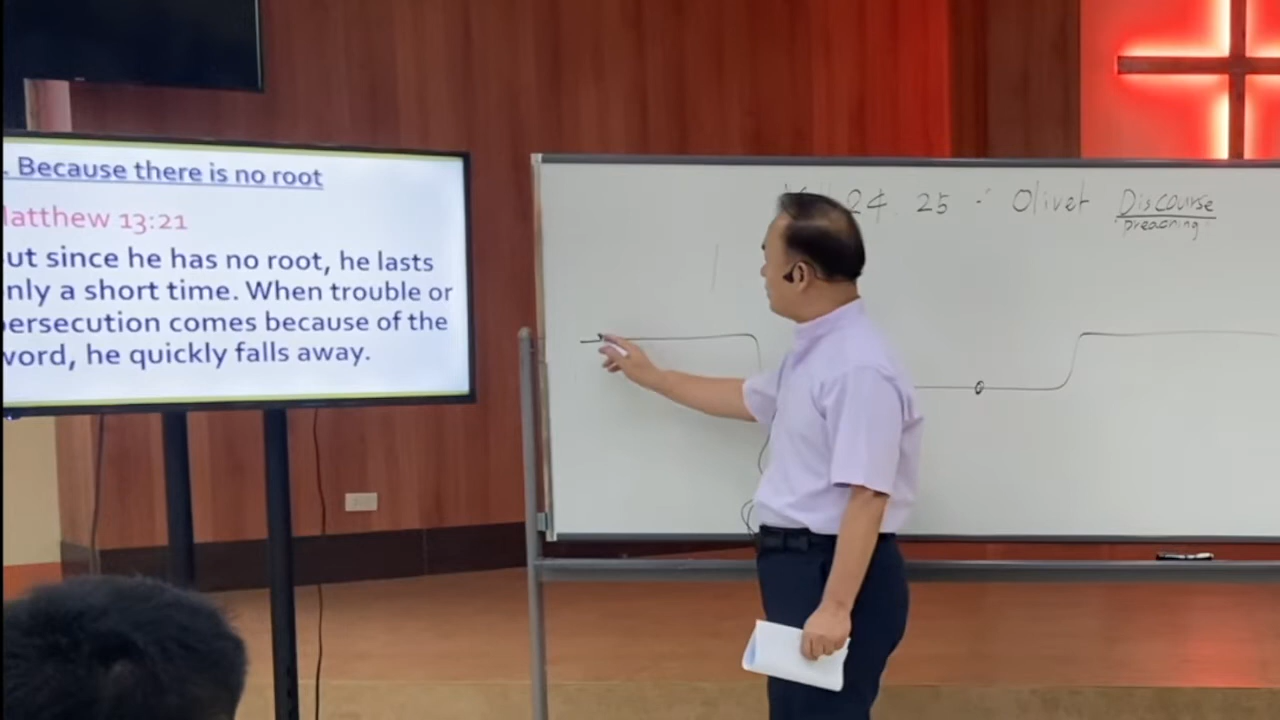 . Because there is no root
atthew 13:21
ut since he has no root, he lasts
nly a short time. When trouble or
ersecution comes because of the
word, he quickly falls away.
24. 25 Olivet Discourse
preaching